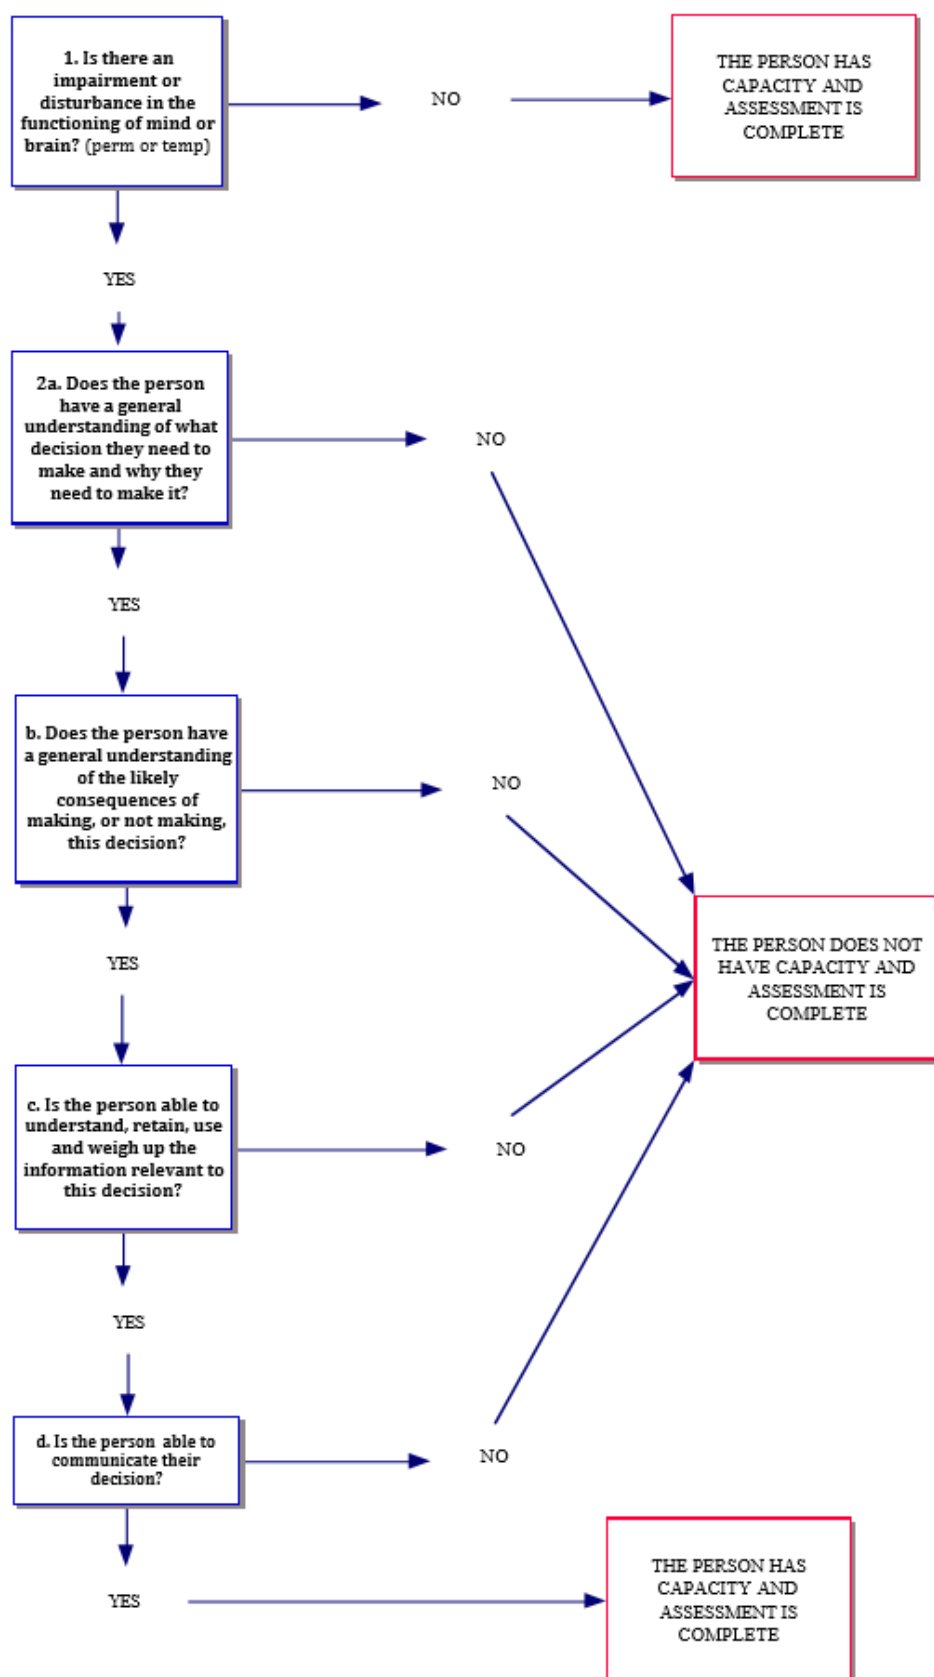 1. Is there an
impairment or
disturbance in the
functioning of mind or
brain? (perm or temp)
NO
THE PERSON HAS
CAPACITY AND
ASSESSMENT IS
COMPLETE
YES
2a. Does the person
have a general
understanding of what
decision they need to
make and why they
need to make it?
NO
YES
b. Does the person have
a general understanding
of the likely
consequences of
making, or not making,
this decision?
NO
THE PERSON DOES NOT
HAVE CAPACITY AND
ASSESSMENT IS
COMPLETE
YES
c. Is the person able to
understand, retain, use
and weigh up the
information relevant to
this decision?
NO
YES
d. Is the person able to
communicate their
decision?
NO
YES
THE PERSON HAS
CAPACITY AND
ASSESSMENT IS
COMPLETE